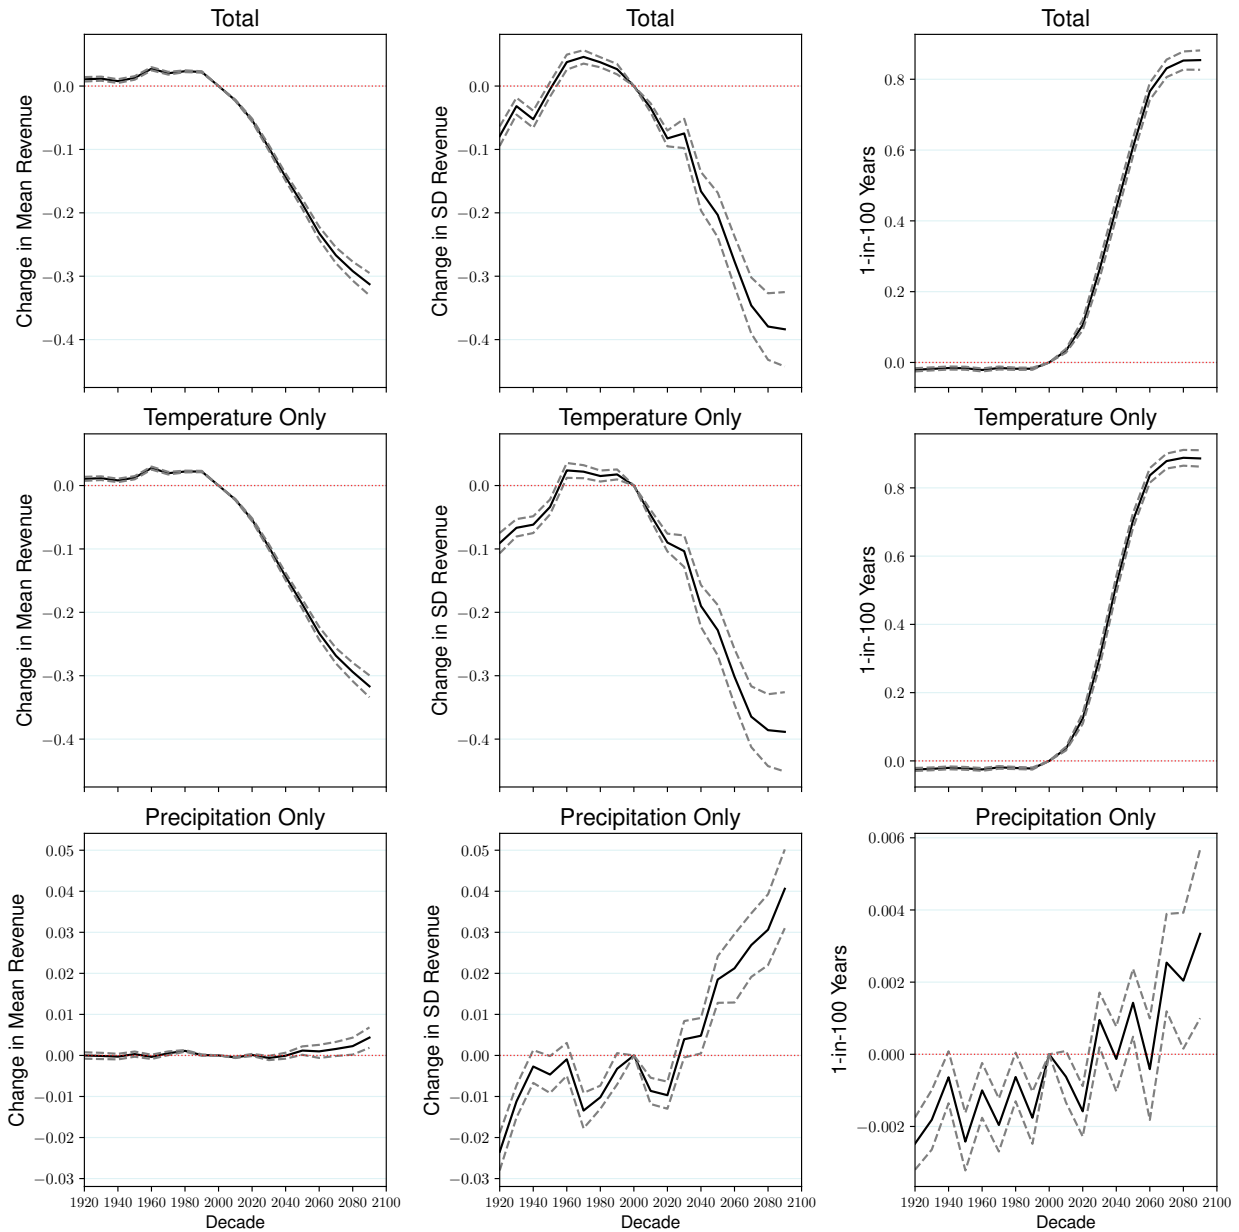 Total
Total
Total
0.0
−0.1
−0.2
−0.3
−0.4
Change in Mean Revenue
0.0
−0.1
−0.2
−0.3
−0.4
Change in SD Revenue
0.8
0.6
0.4
0.2
0.0
1-in-100 Years
Temperature Only
Temperature Only
Temperature Only
0.0
−0.1
−0.2
−0.3
−0.4
Change in Mean Revenue
0.0
−0.1
−0.2
−0.3
−0.4
Change in SD Revenue
0.8
0.6
0.4
0.2
0.0
1-in-100 Years
Precipitation Only
Precipitation Only
Precipitation Only
0.05
0.04
0.03
0.02
0.01
0.00
−0.01
−0.02
−0.03
Change in Mean Revenue
0.05
0.04
0.03
0.02
0.01
0.00
−0.01
−0.02
−0.03
Change in SD Revenue
0.006
0.004
0.002
0.000
−0.002
1-in-100 Years
1920 1940 1960 1980 2000 2020 2040 2060 2080 2100
Decade
1920 1940 1960 1980 2000 2020 2040 2060 2080 2100
Decade
1920 1940 1960 1980 2000 2020 2040 2060 2080 2100
Decade